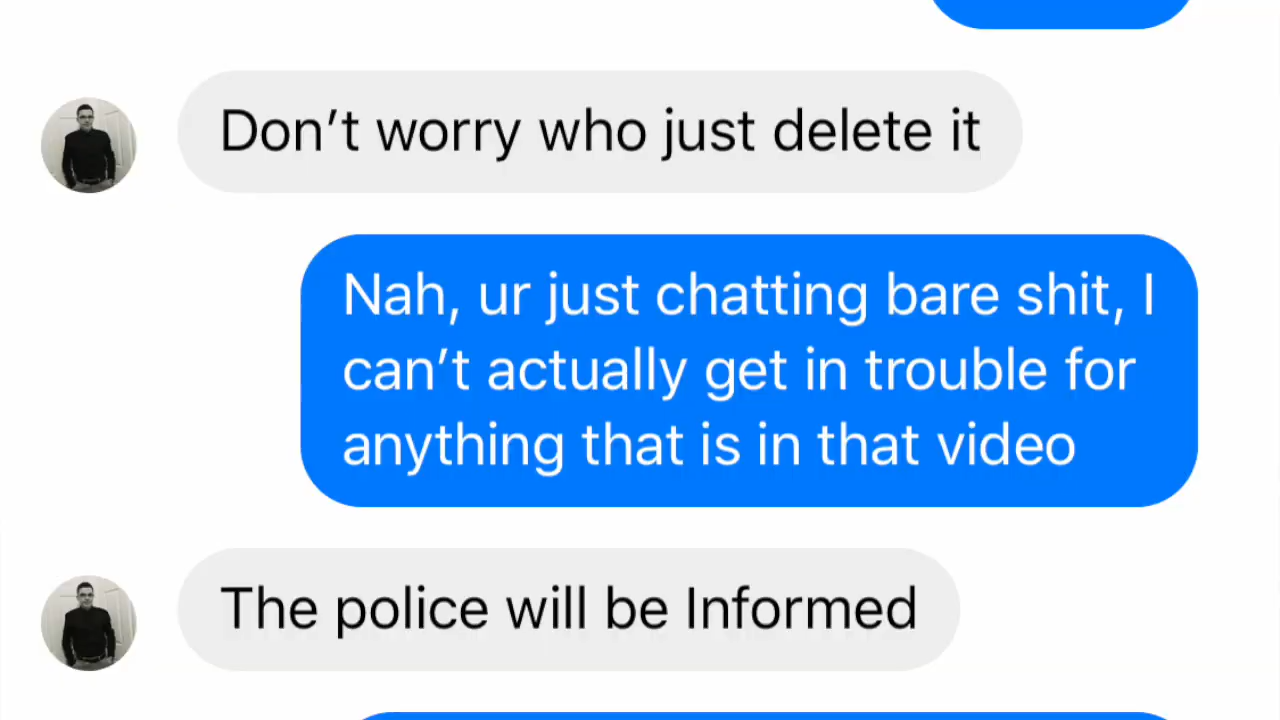 Don’t worry who just delete it
Nah, ur just chatting bare shit, I
can’t actually get in trouble for
anything that is in that video
The police will be Informed